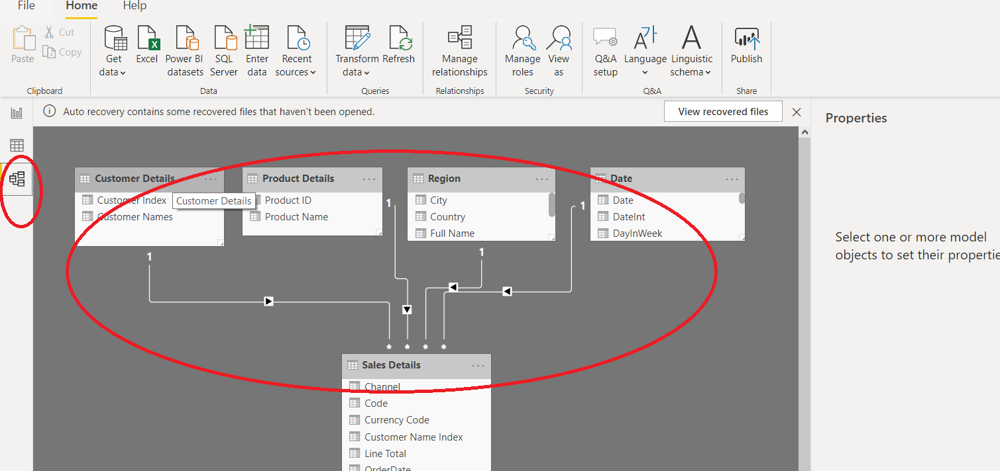 File Home Help
Paste
Cut
Copy
Clipboard
Get data
Excel
Power BI datasets
SQL Server
Enter data
Recent sources
Data
Transform data
Refresh
Queries
Manage relationships
Relationships
Manage roles
View as
Security
Q&A setup
Language
Linguistic schema
Q&A
Publish
Share
Auto recovery contains some recovered files that haven't been opened.
View recovered files
Properties
Select one or more model
objects to set their propertie
Customer Details
Customer Index
Customer Names
Customer Details
Product Details
Product ID
Product Name
Region
City
Country
Full Name
Date
Date
DateInt
DayInWeek
1
1
1
1
* * * *
Sales Details
Channel
Code
Currency Code
Customer Name Index
Line Total
OrderDate